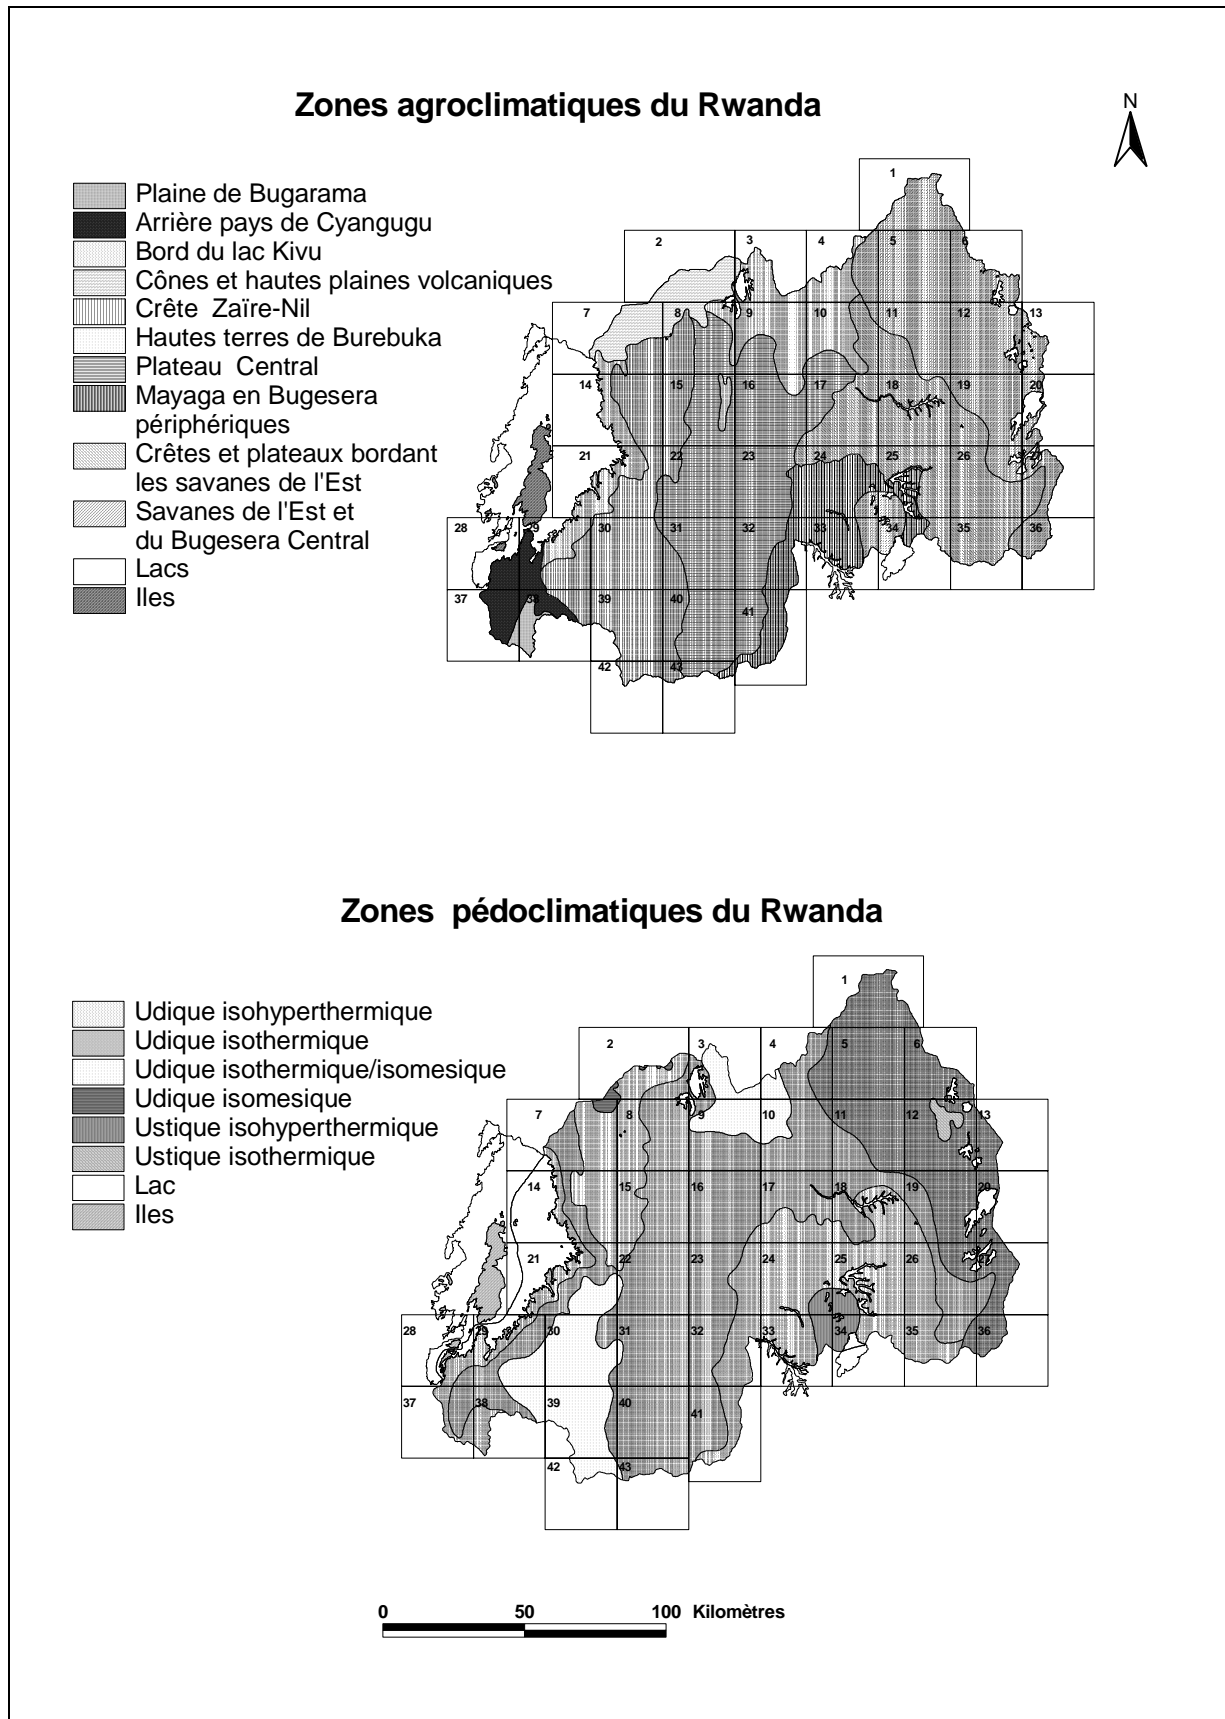 Zones agroclimatiques du Rwanda
N
Plaine de Bugarama
Arrière pays de Cyangugu
Bord du lac Kivu
Cônes et hautes plaines volcaniques
Crête Zaïre-Nil
Hautes terres de Burebuka
Plateau Central
Mayaga en Bugesera
périphériques
Crêtes et plateaux bordant
les savanes de l'Est
Savanes de l'Est et
du Bugesera Central
Lacs
Iles
1
2 3 4 5 6
7 8 9 10 11 12 13
14 15 16 17 18 19 20
21 22 23 24 25 26
28 29 30 31 32 33 34 35 36
37 38 39 40 41
42 43
Zones pédoclimatiques du Rwanda
Udique isohyperthermique
Udique isothermique
Udique isothermique/isomesique
Udique isomesique
Ustique isohyperthermique
Ustique isothermique
Lac
Iles
1
2 3 4 5 6
7 8 9 10 11 12 13
14 15 16 17 18 19 20
21 22 23 24 25 26
28 29 30 31 32 33 34 35 36
37 38 39 40 41
42 43
0 50 100 Kilomètres